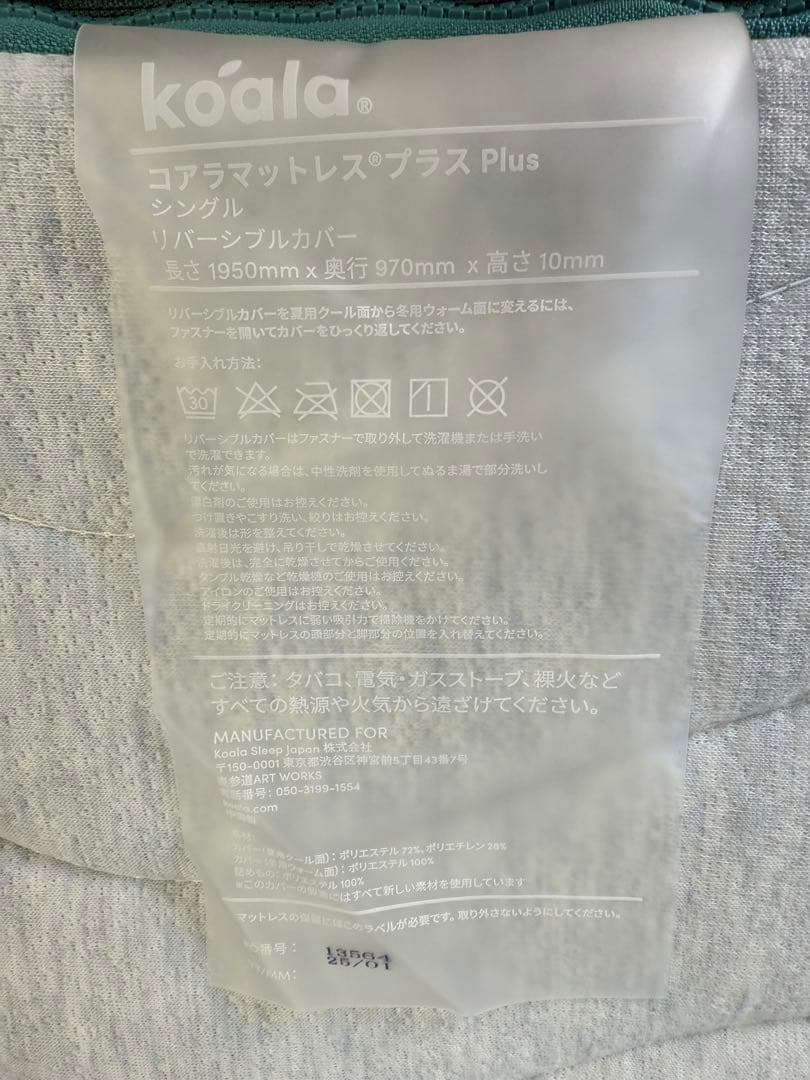 koala®
コアラマットレス®プラス Plus
シングル
リバーシブルカバー
長さ 1950mm x 奥行 970mm x 高さ 10mm
リバーシブルカバーを夏用クール面から冬用ウォーム面に変えるには、
ファスナーを開いてカバーをひっくり返してください。
お手入れ方法:
30
リバーシブルカバーはファスナーで取り外して洗濯機または手洗い
で洗濯できます。
汚れが気になる場合は、中性洗剤を使用してぬるま湯で部分洗いし
てください。
漂白剤のご使用はお控えください。
つけ置きやこすり洗い、絞りはお控えください。
洗濯後は形を整えてください。
直射日光を避け、吊り干しで乾燥させてください。
洗濯後は、完全に乾燥させてからご使用ください。
タンブル乾燥など乾燥機のご使用はお控えください。
アイロンのご使用はお控えください。
ドライクリーニングはお控えください。
定期的にマットレスに弱い吸引力で掃除機をかけてください。
定期的にマットレスの頭部分と脚部分の位置を入れ替えてください。
ご注意: タバコ、電気・ガスストーブ、裸火など
すべての熱源や火気から遠ざけてください。
MANUFACTURED FOR
Koala Sleep Japan 株式会社
〒150-0001 東京都渋谷区神宮前5丁目43番7号
表参道ART WORKS
電話番号: 050-3199-1554
koala.com
中国製
素材:
カバー(夏用クール面): ポリエステル 72%、ポリエチレン 28%
カバー(冬用ウォーム面): ポリエステル 100%
詰めもの: ポリエステル 100%
*このカバーの製造にはすべて新しい素材を使用しています
マットレスの保証にはこのラベルが必要です。取り外さないようにしてください。
番号: 13564
/MM: 25/01